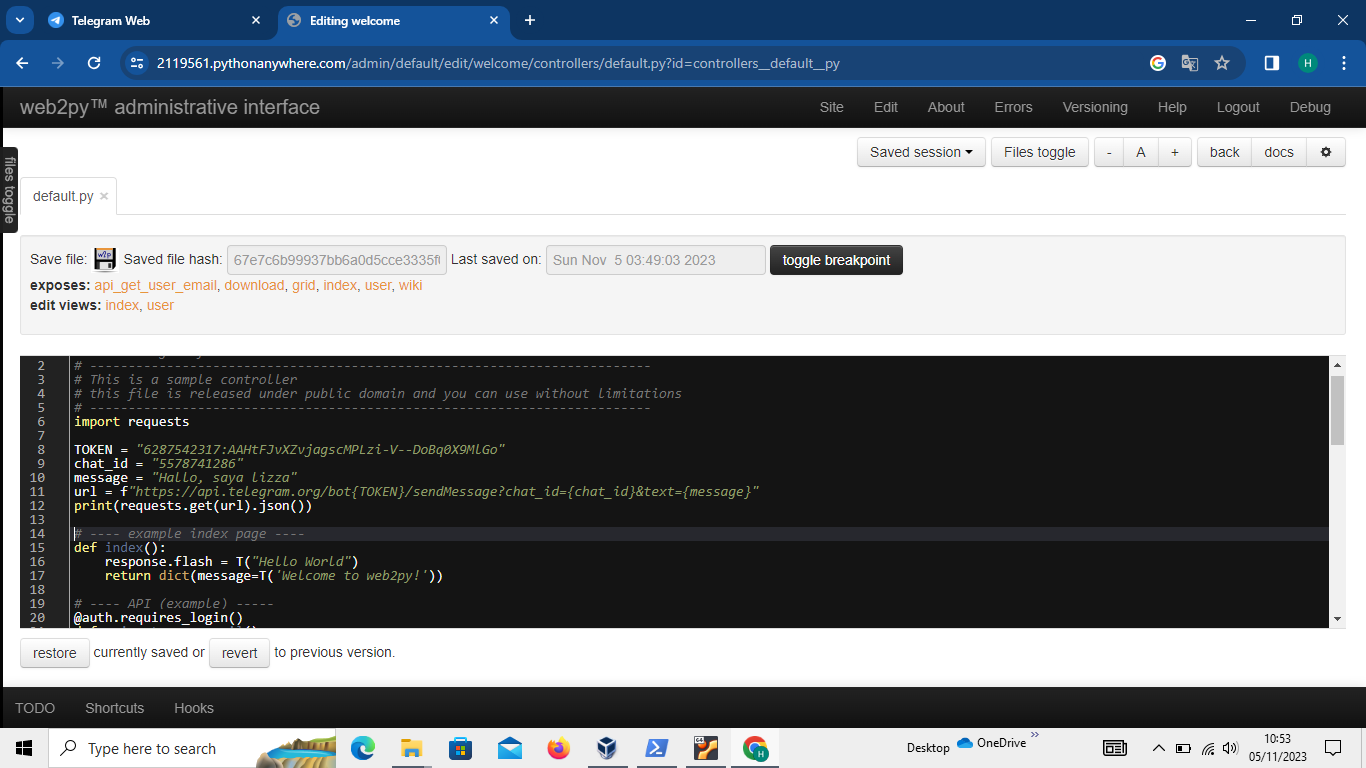 Telegram Web
Editing welcome
2119561.pythonanywhere.com/admin/default/edit/welcome/controllers/default.py?id=controllers__default__py
H
web2py™ administrative interface
Site Edit About Errors Versioning Help Logout Debug
Saved session Files toggle - A + back docs
files toggle
default.py ×
Save file: w2p Saved file hash: 67e7c6b99937bb6a0d5cce3335f Last saved on: Sun Nov  5 03:49:03 2023 toggle breakpoint
exposes: api_get_user_email, download, grid, index, user, wiki
edit views: index, user
2 # -------------------------------------------------------------------------
3 # This is a sample controller
4 # this file is released under public domain and you can use without limitations
5 # -------------------------------------------------------------------------
6 import requests
7
8 TOKEN = "6287542317:AAHtFJvXZvjagscMPLzi-V--DoBq0X9MlGo"
9 chat_id = "5578741286"
10 message = "Hallo, saya lizza"
11 url = f"https://api.telegram.org/bot{TOKEN}/sendMessage?chat_id={chat_id}&text={message}"
12 print(requests.get(url).json())
13
14 # ---- example index page ----
15 def index():
16     response.flash = T("Hello World")
17     return dict(message=T('Welcome to web2py!'))
18
19 # ---- API (example) -----
20 @auth.requires_login()
restore currently saved or revert to previous version.
TODO Shortcuts Hooks
Type here to search
64
H
Desktop
OneDrive
10:53
05/11/2023